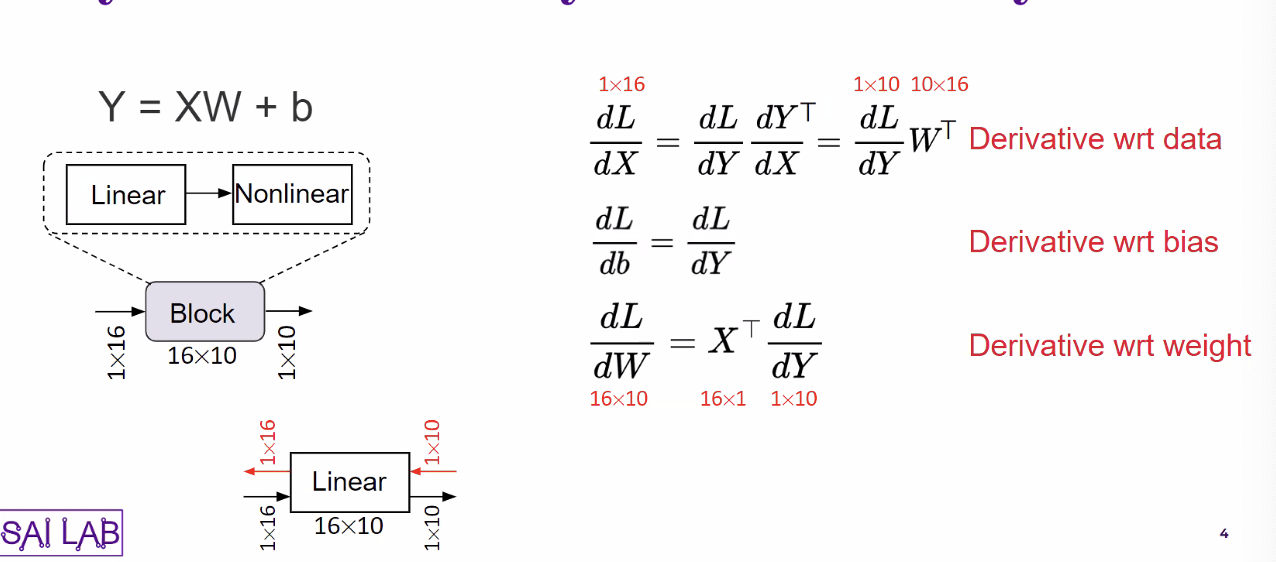 Y = XW + b
Linear
Nonlinear
Block
1×16
16×10
1×10
1×16
1×10
Linear
1×16
16×10
1×10
1×16
1×10 10×16
dL/dX = dL/dY dY⊤/dX = dL/dY W⊤ Derivative wrt data
dL/db = dL/dY Derivative wrt bias
dL/dW = X⊤ dL/dY Derivative wrt weight
16×10 16×1 1×10
SAI LAB
4